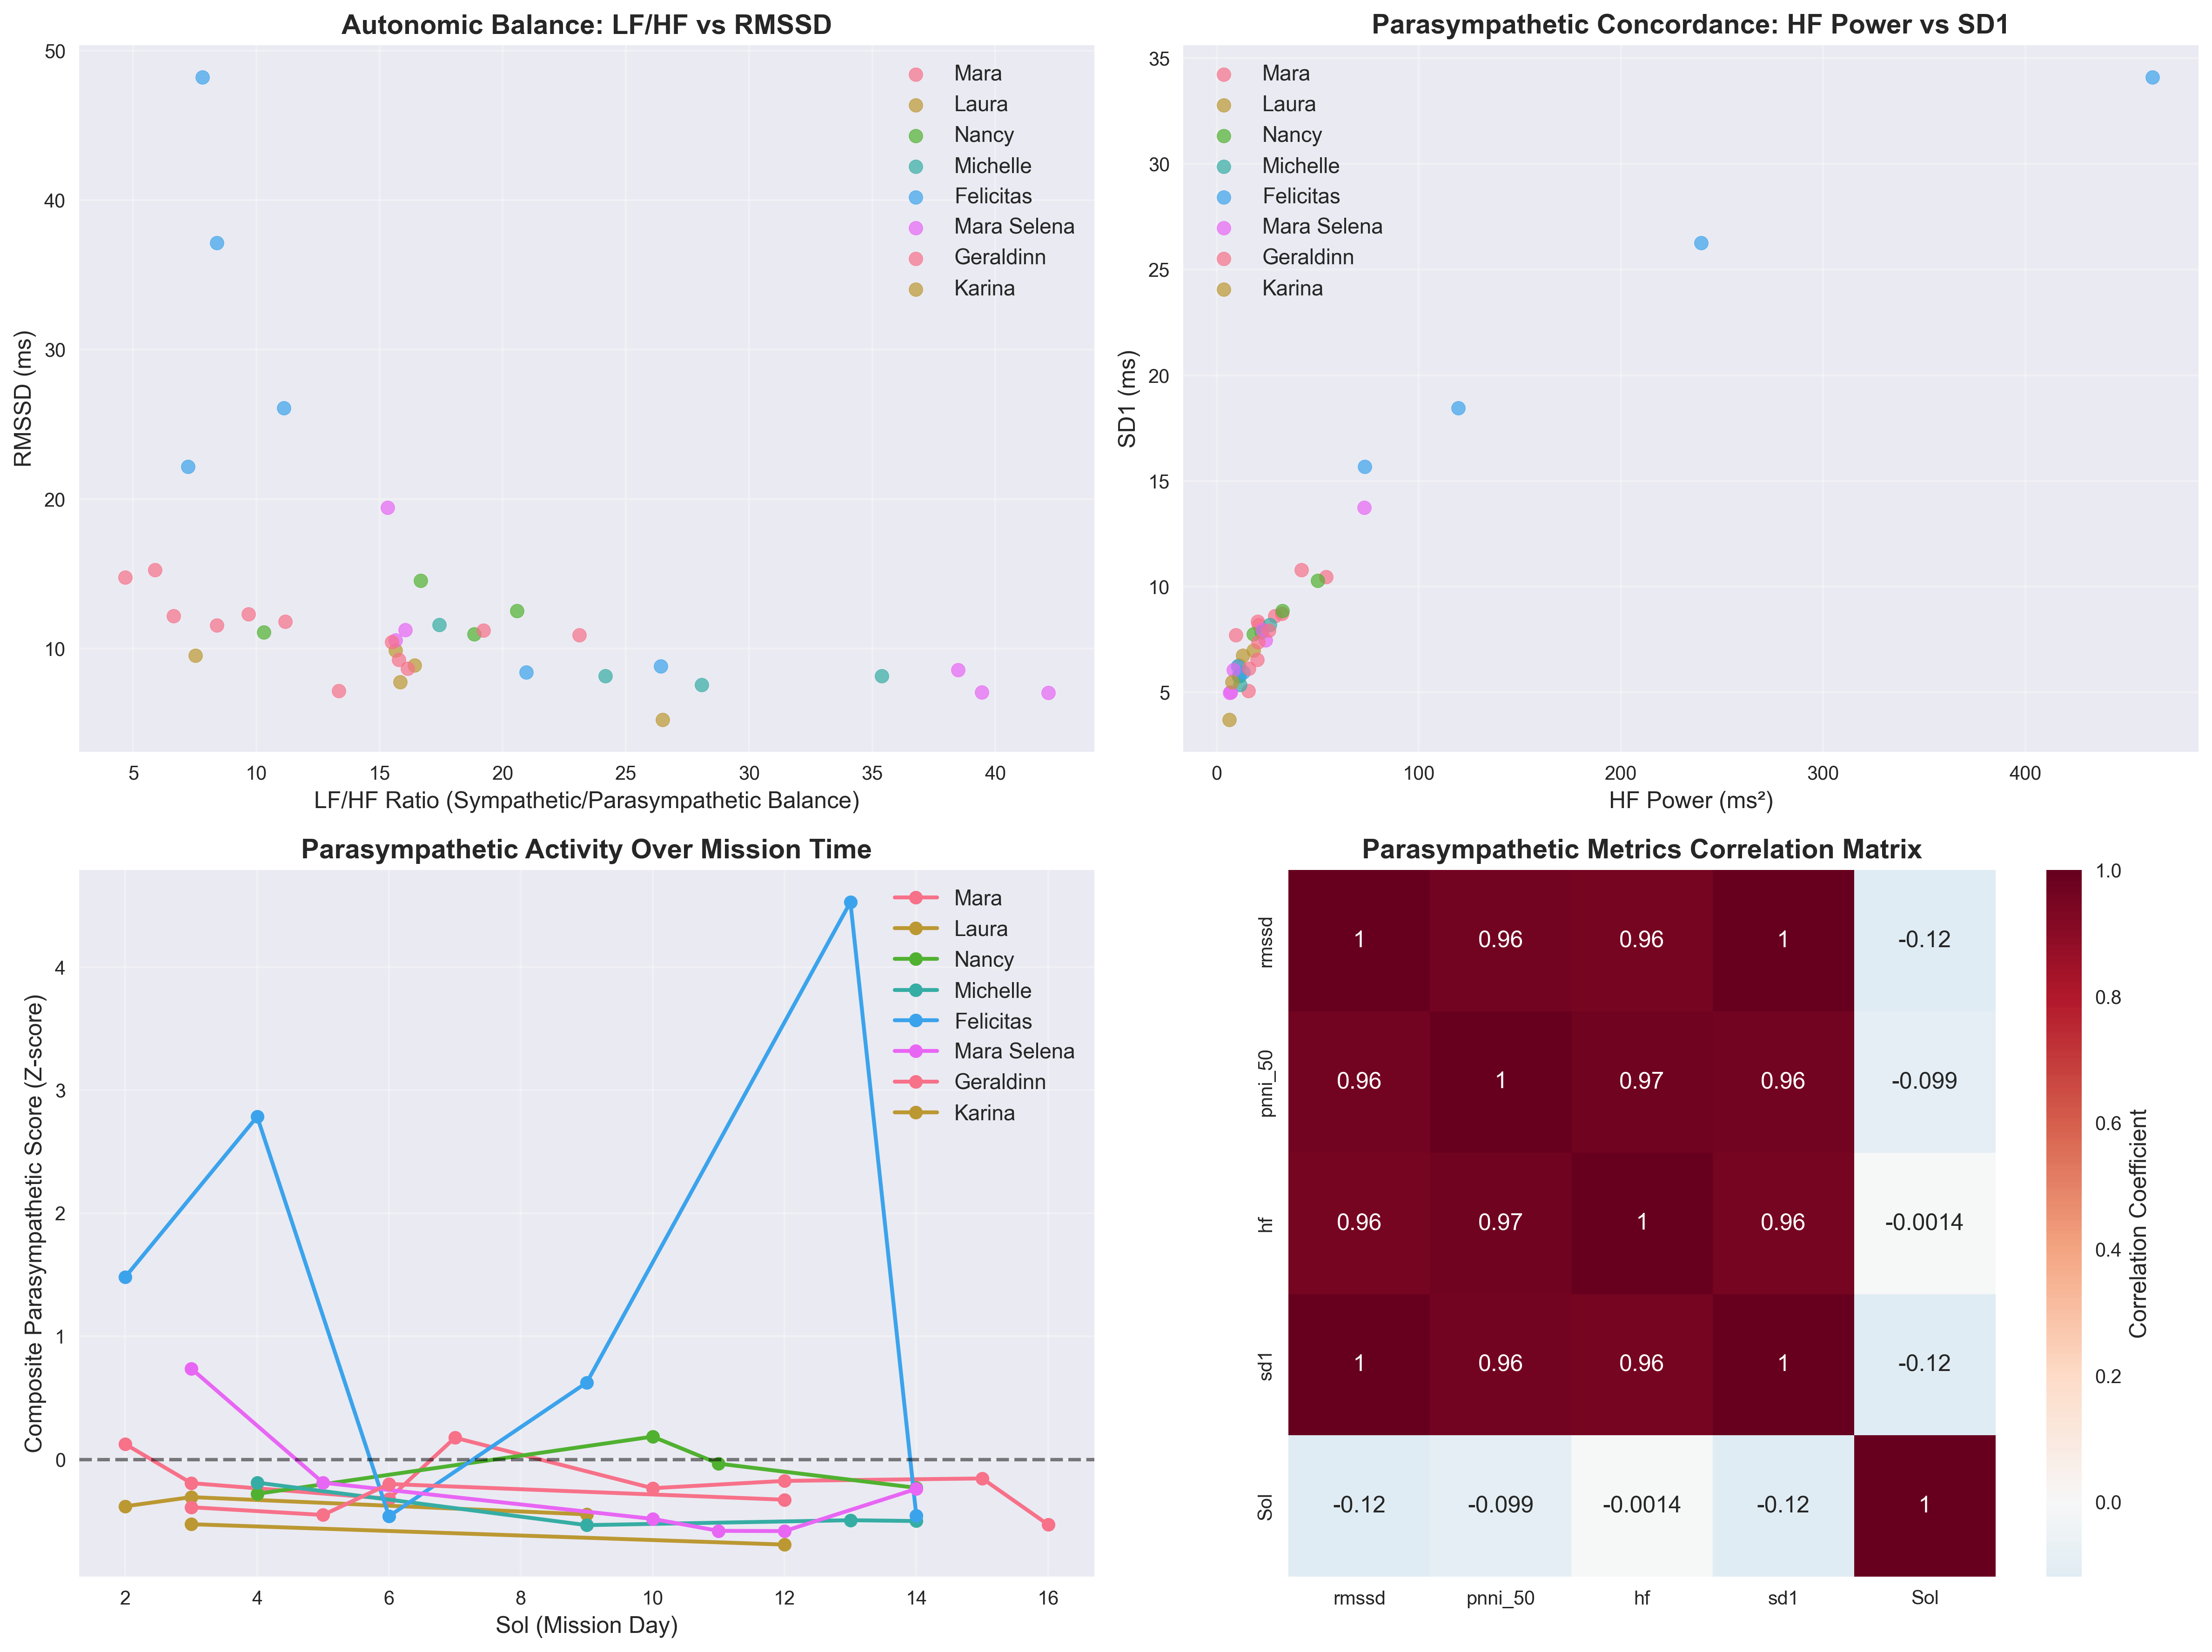 Autonomic Balance: LF/HF vs RMSSD
50
40
30
20
10
RMSSD (ms)
Mara
Laura
Nancy
Michelle
Felicitas
Mara Selena
Geraldinn
Karina
5 10 15 20 25 30 35 40
LF/HF Ratio (Sympathetic/Parasympathetic Balance)
Parasympathetic Concordance: HF Power vs SD1
35
30
25
20
15
10
5
SD1 (ms)
Mara
Laura
Nancy
Michelle
Felicitas
Mara Selena
Geraldinn
Karina
0 100 200 300 400
HF Power (ms²)
Parasympathetic Activity Over Mission Time
4
3
2
1
0
Composite Parasympathetic Score (Z-score)
Mara
Laura
Nancy
Michelle
Felicitas
Mara Selena
Geraldinn
Karina
2 4 6 8 10 12 14 16
Sol (Mission Day)
Parasympathetic Metrics Correlation Matrix
rmssd 1 0.96 0.96 1 -0.12
pnni_50 0.96 1 0.97 0.96 -0.099
hf 0.96 0.97 1 0.96 -0.0014
sd1 1 0.96 0.96 1 -0.12
Sol -0.12 -0.099 -0.0014 -0.12 1
rmssd pnni_50 hf sd1 Sol
1.0
0.8
0.6
0.4
0.2
0.0
Correlation Coefficient